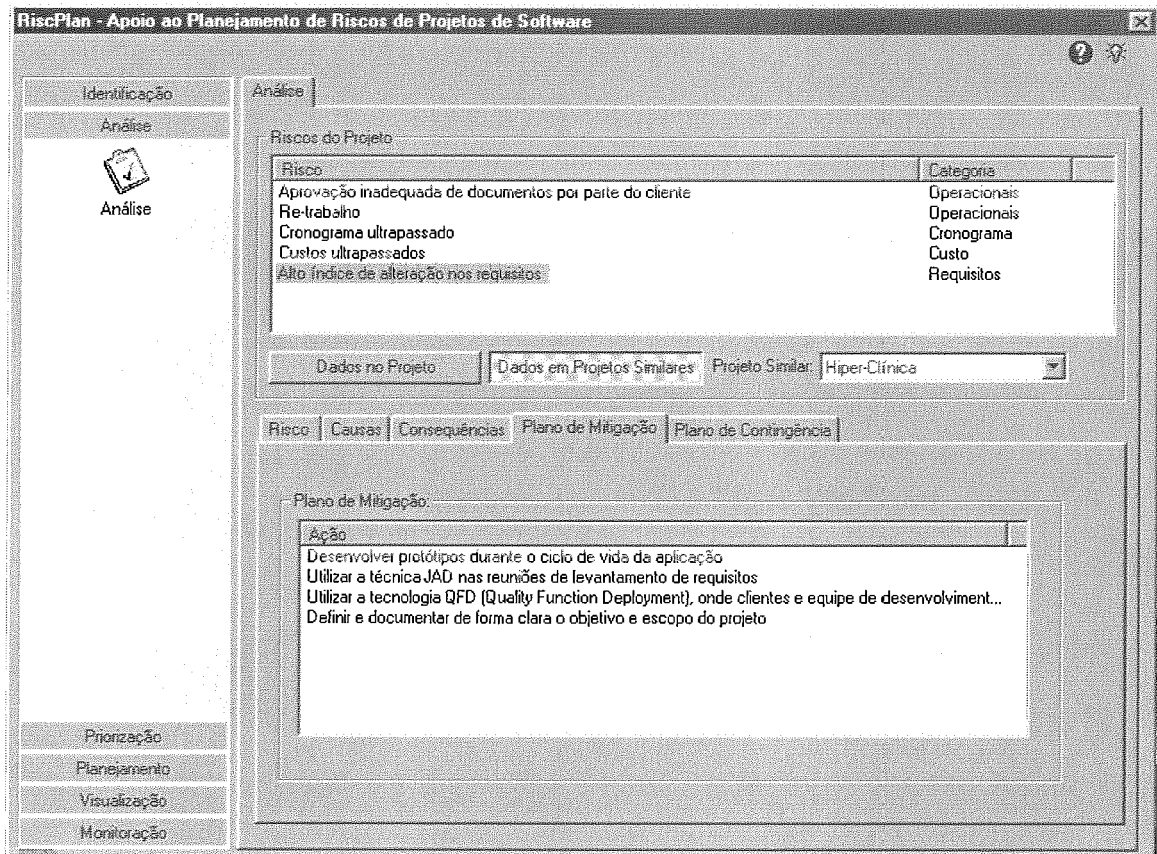 RiscPlan - Apoio ao Planejamento de Riscos de Projetos de Software
Identificação
Análise
Análise
Análise
Riscos do Projeto
Risco Categoria
Aprovação inadequada de documentos por parte do cliente Operacionais
Re-trabalho Operacionais
Cronograma ultrapassado Cronograma
Custos ultrapassados Custo
Alto índice de alteração nos requisitos Requisitos
Dados no Projeto Dados em Projetos Similares Projeto Similar: Hiper-Clínica
Risco Causas Consequências Plano de Mitigação Plano de Contingência
Plano de Mitigação:
Ação
Desenvolver protótipos durante o ciclo de vida da aplicação
Utilizar a técnica JAD nas reuniões de levantamento de requisitos
Utilizar a tecnologia QFD (Quality Function Deployment), onde clientes e equipe de desenvolviment...
Definir e documentar de forma clara o objetivo e escopo do projeto
Priorização
Planejamento
Visualização
Monitoração